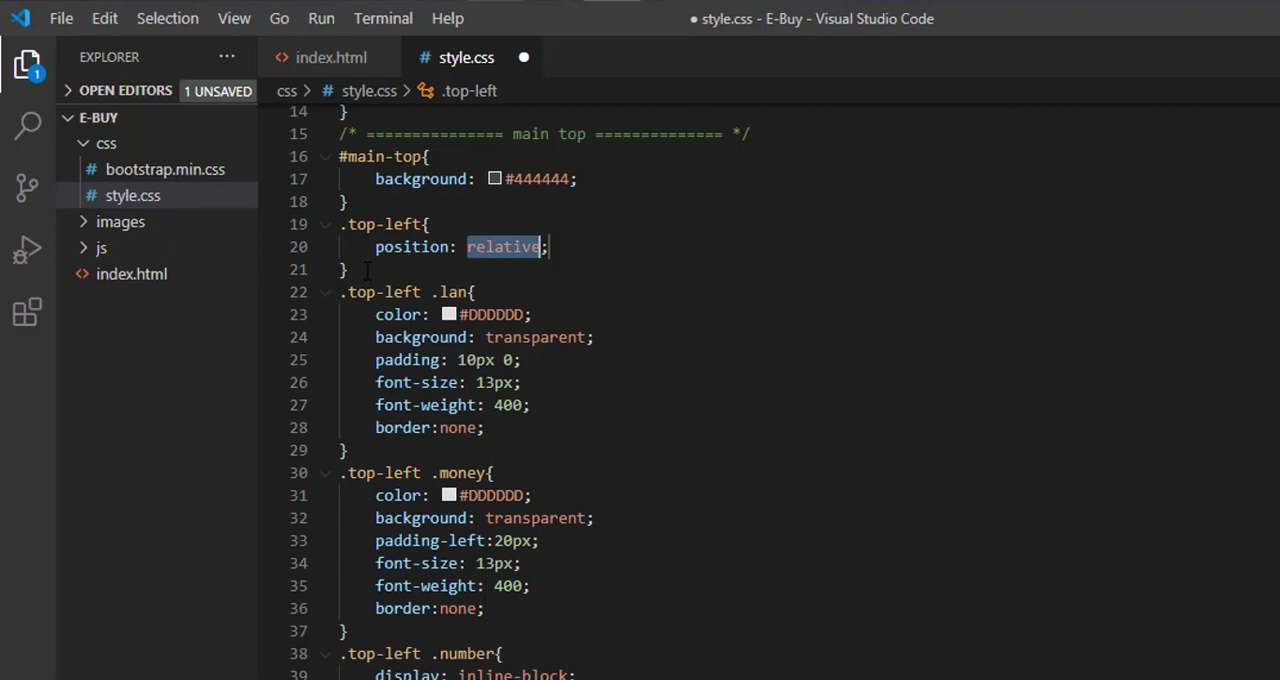 File Edit Selection View Go Run Terminal Help ● style.css - E-Buy - Visual Studio Code
EXPLORER ···
<> index.html
# style.css ●
1
> OPEN EDITORS 1 UNSAVED
css > # style.css > .top-left
E-BUY
css
# bootstrap.min.css
# style.css
> images
> js
<> index.html
14 }
15 /* =============== main top ============== */
16 #main-top{
17 background: #444444;
18 }
19 .top-left{
20 position: relative;
21 }
22 .top-left .lan{
23 color: #DDDDDD;
24 background: transparent;
25 padding: 10px 0;
26 font-size: 13px;
27 font-weight: 400;
28 border:none;
29 }
30 .top-left .money{
31 color: #DDDDDD;
32 background: transparent;
33 padding-left:20px;
34 font-size: 13px;
35 font-weight: 400;
36 border:none;
37 }
38 .top-left .number{
39 display: inline-block;